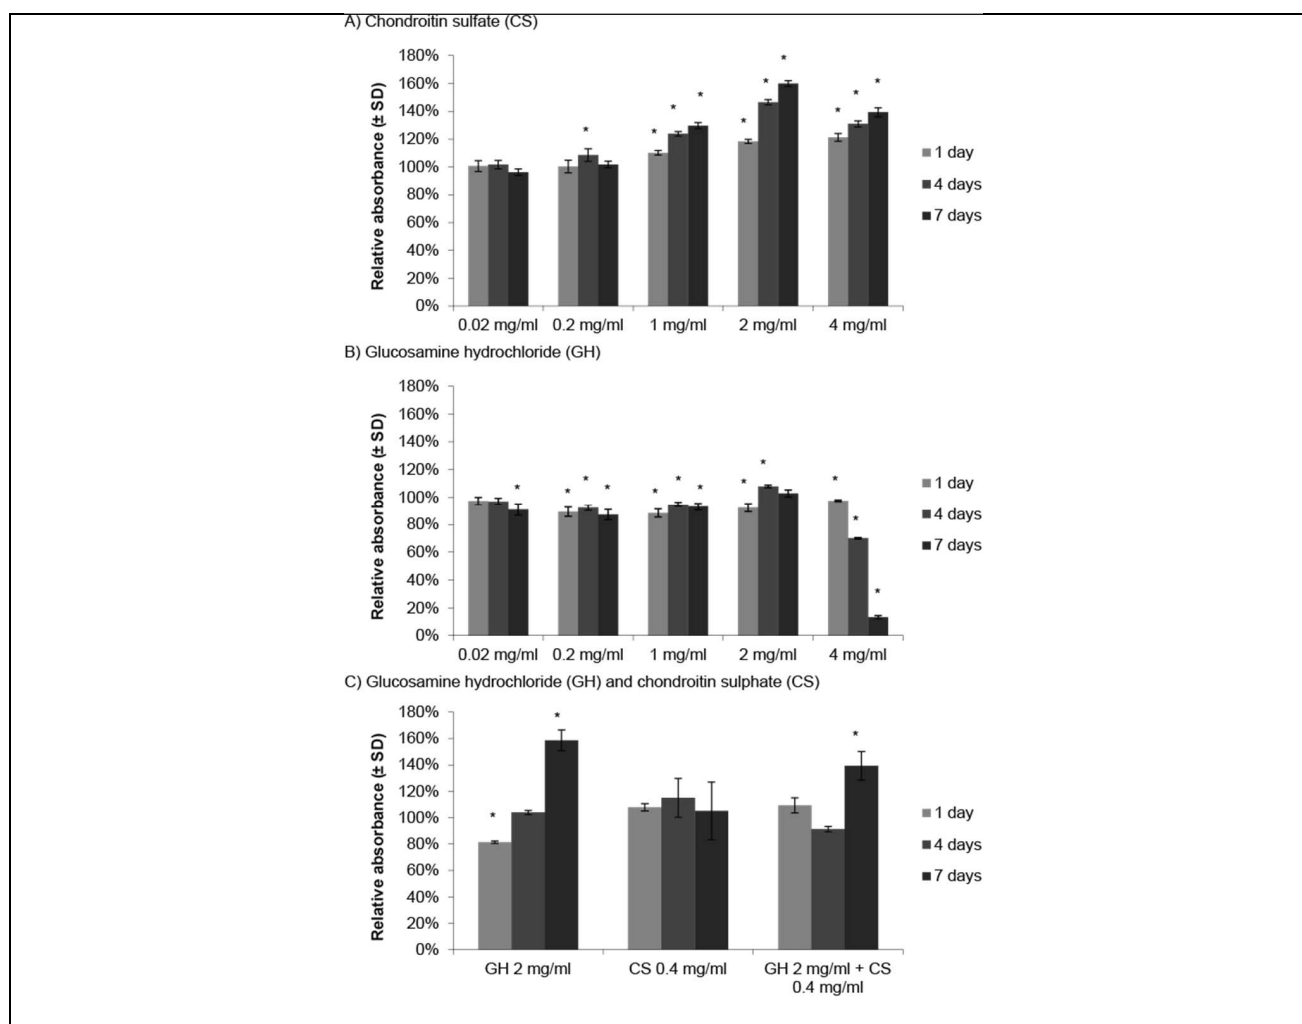 A) Chondroitin sulfate (CS)
180%
160%
140%
120%
100%
80%
60%
40%
20%
0%
Relative absorbance (± SD)
* * * * * * * * * *
1 day
4 days
7 days
0.02 mg/ml 0.2 mg/ml 1 mg/ml 2 mg/ml 4 mg/ml
B) Glucosamine hydrochloride (GH)
180%
160%
140%
120%
100%
80%
60%
40%
20%
0%
Relative absorbance (± SD)
* * * * * * * * * * * *
1 day
4 days
7 days
0.02 mg/ml 0.2 mg/ml 1 mg/ml 2 mg/ml 4 mg/ml
C) Glucosamine hydrochloride (GH) and chondroitin sulphate (CS)
180%
160%
140%
120%
100%
80%
60%
40%
20%
0%
Relative absorbance (± SD)
* * *
1 day
4 days
7 days
GH 2 mg/ml CS 0.4 mg/ml GH 2 mg/ml + CS
0.4 mg/ml